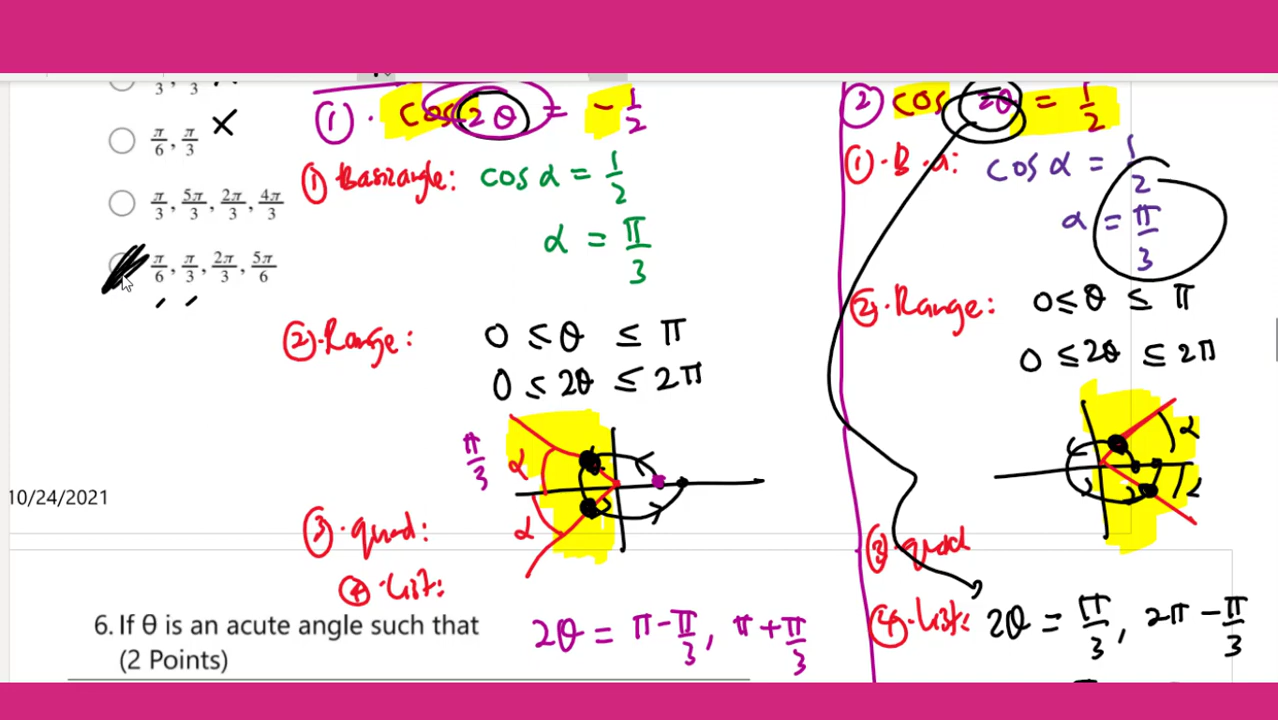 3 , 3
π/6, π/3 X
π/3, 5π/3, 2π/3, 4π/3
π/6, π/3, 2π/3, 5π/6
① · cos 2θ = - 1/2
① Basic angle: cos α = 1/2
α = π/3
②·Range: 0 ≤ θ ≤ π
0 ≤ 2θ ≤ 2π
π/3 α
α
③·quad:
④·List:
2θ = π-π/3, π+π/3
② cos 2θ = 1/2
①·B·a: cos α = 1/2
α = π/3
②·Range: 0≤θ ≤ π
0 ≤2θ ≤ 2π
α
α
③·quad
④·List: 2θ = π/3, 2π-π/3
10/24/2021
6. If θ is an acute angle such that
(2 Points)